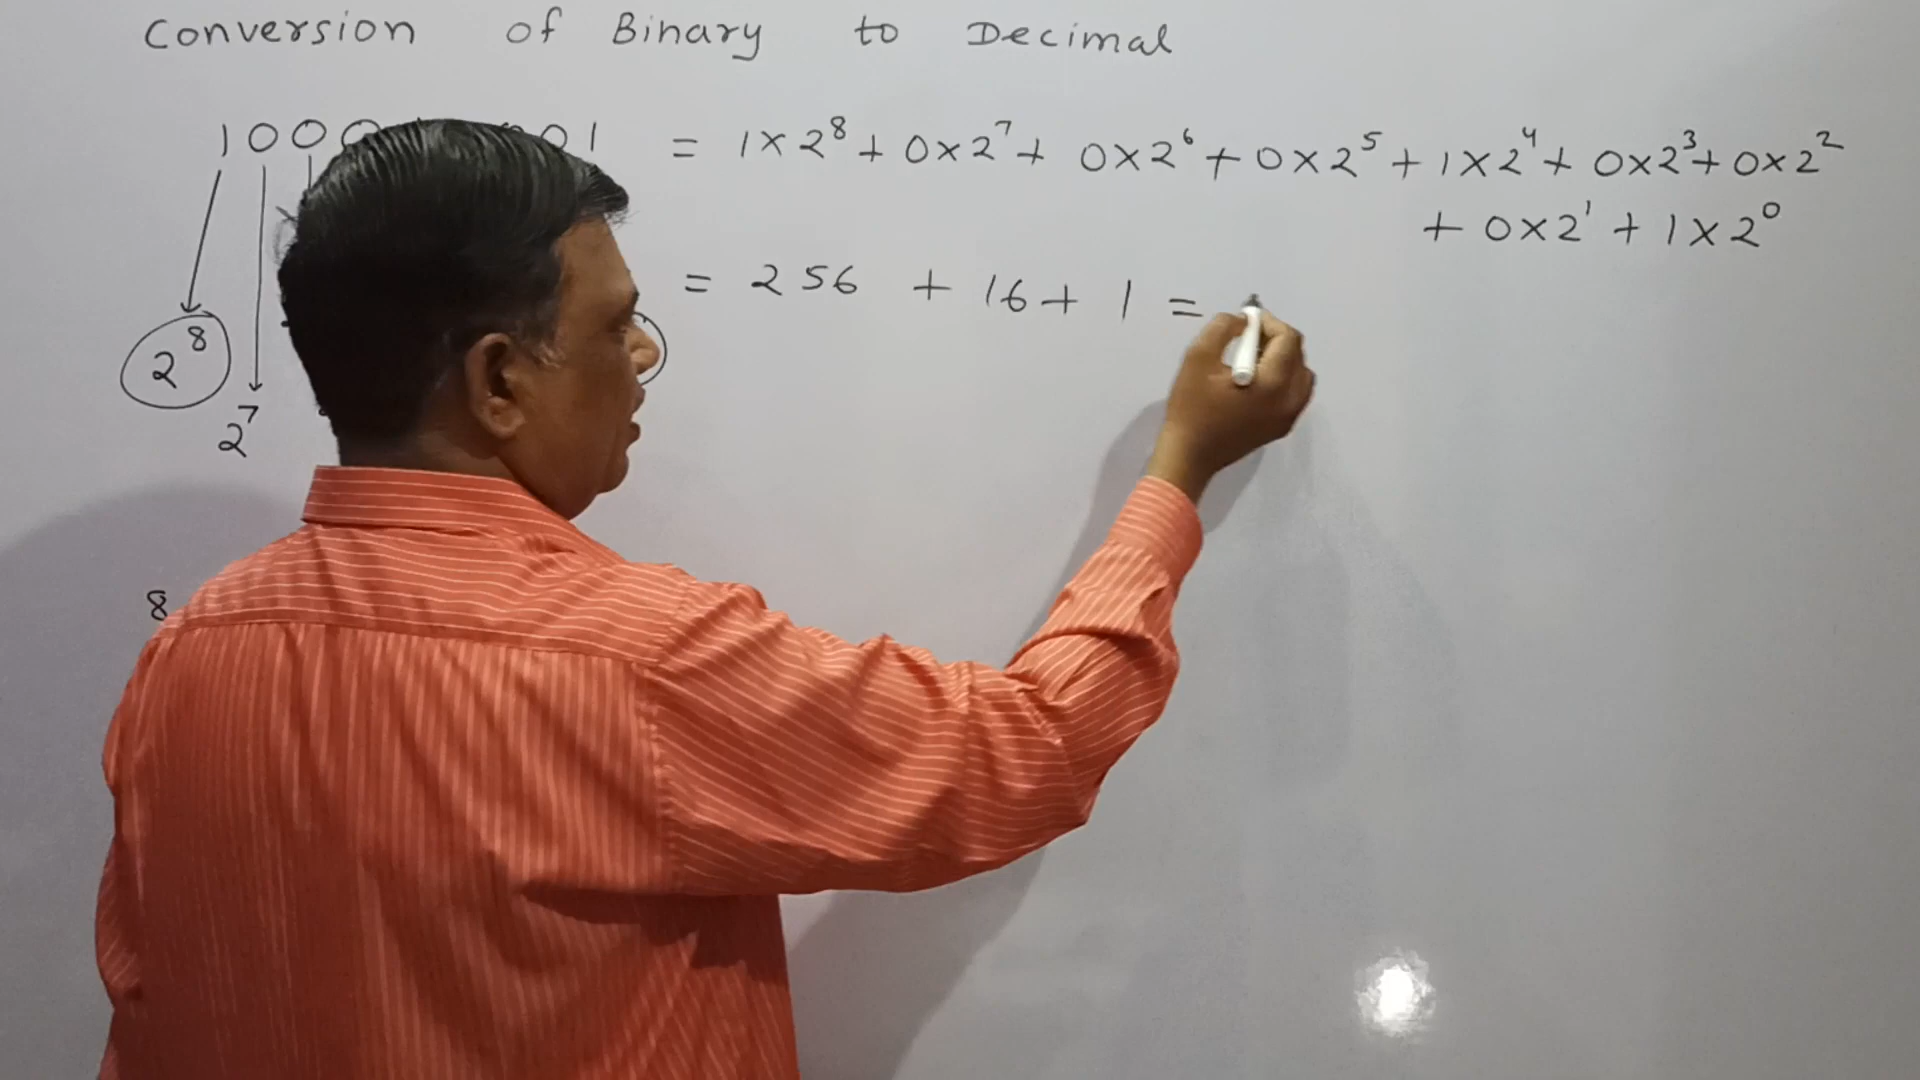 Conversion of Binary to Decimal
1000 001 = 1×2⁸ + 0×2⁷ + 0×2⁶ + 0×2⁵ + 1×2⁴ + 0×2³ + 0×2²
+ 0×2¹ + 1×2⁰
= 256 + 16 + 1 =
2⁸
2⁷
8